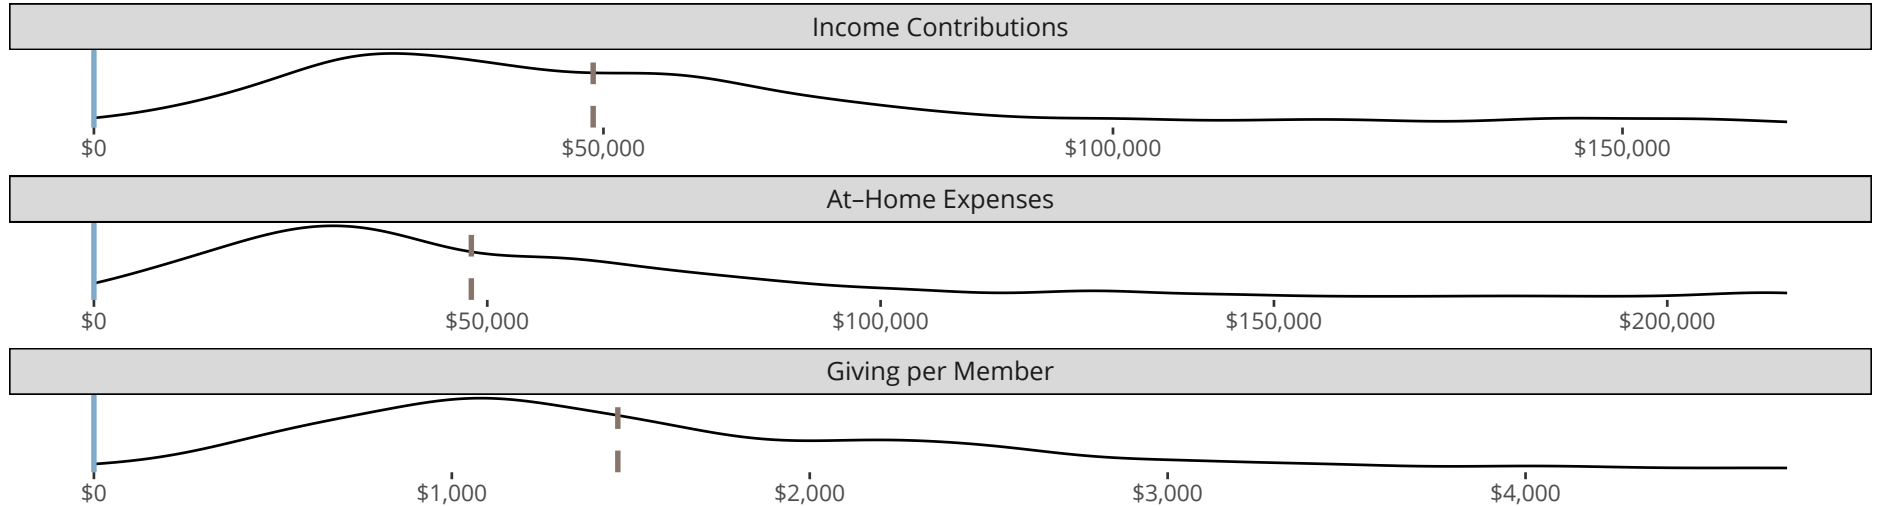 Income Contributions
$0 $50,000 $100,000 $150,000
At–Home Expenses
$0 $50,000 $100,000 $150,000 $200,000
Giving per Member
$0 $1,000 $2,000 $3,000 $4,000